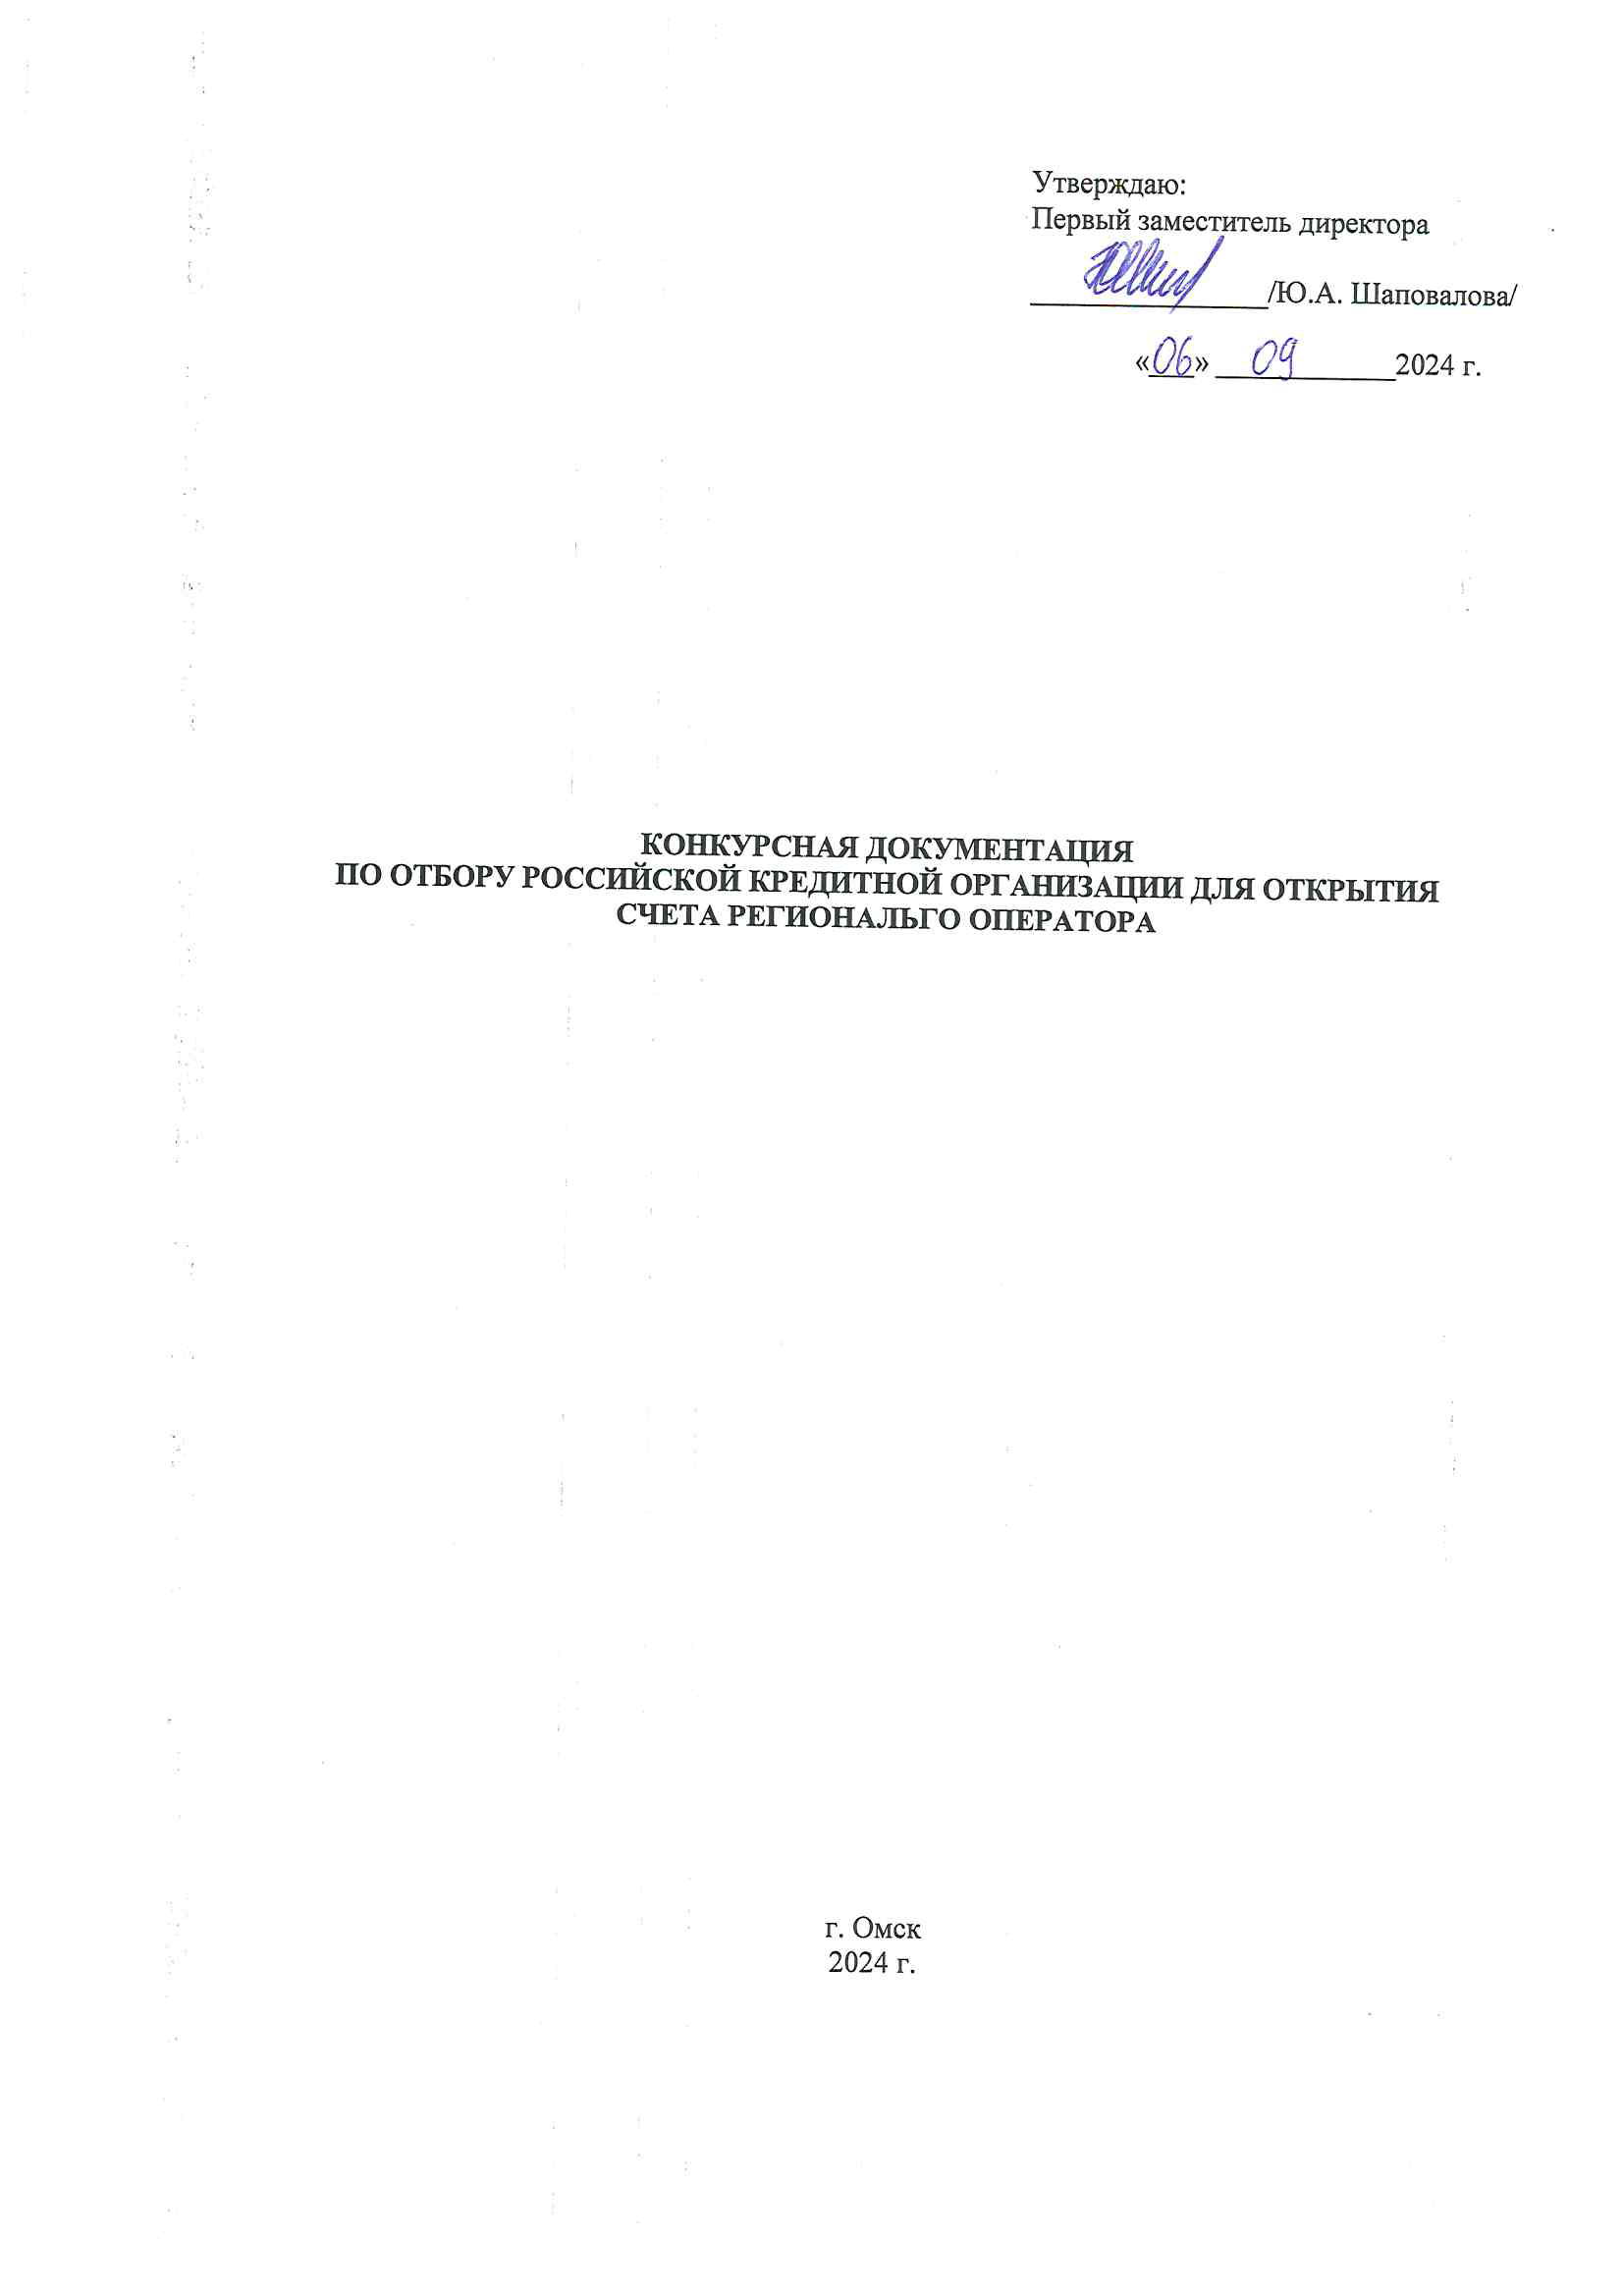 Утверждаю:
Первый заместитель директора
/Ю.А. Шаповалова/
«06» 09 2024 г.
КОНКУРСНАЯ ДОКУМЕНТАЦИЯ
ПО ОТБОРУ РОССИЙСКОЙ КРЕДИТНОЙ ОРГАНИЗАЦИИ ДЛЯ ОТКРЫТИЯ
СЧЕТА РЕГИОНАЛЬГО ОПЕРАТОРА
г. Омск
2024 г.